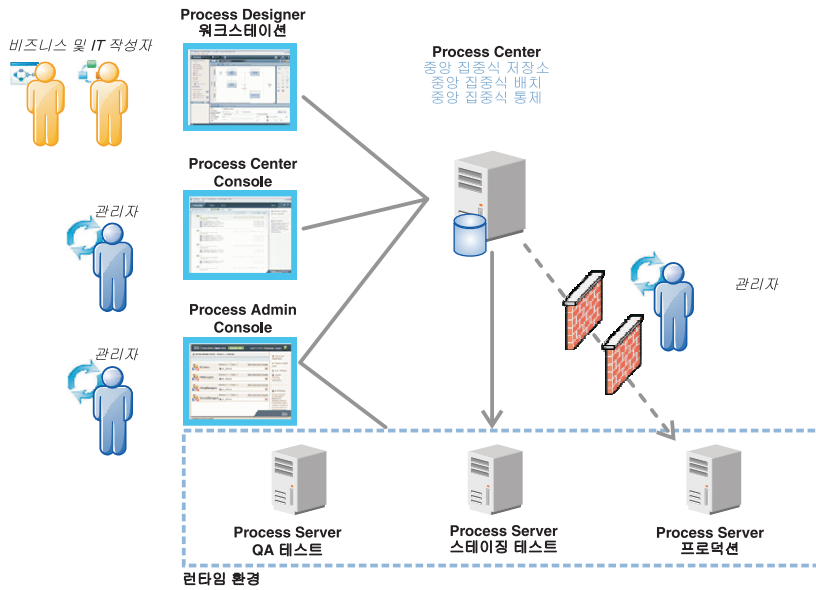 Process Designer
워크스테이션
비즈니스 및 IT 작성자
Process Center
중앙 집중식 저장소
중앙 집중식 배치
중앙 집중식 통제
Process Center
Console
관리자
관리자
Process Admin
Console
관리자
Process Server
QA 테스트
Process Server
스테이징 테스트
Process Server
프로덕션
런타임 환경